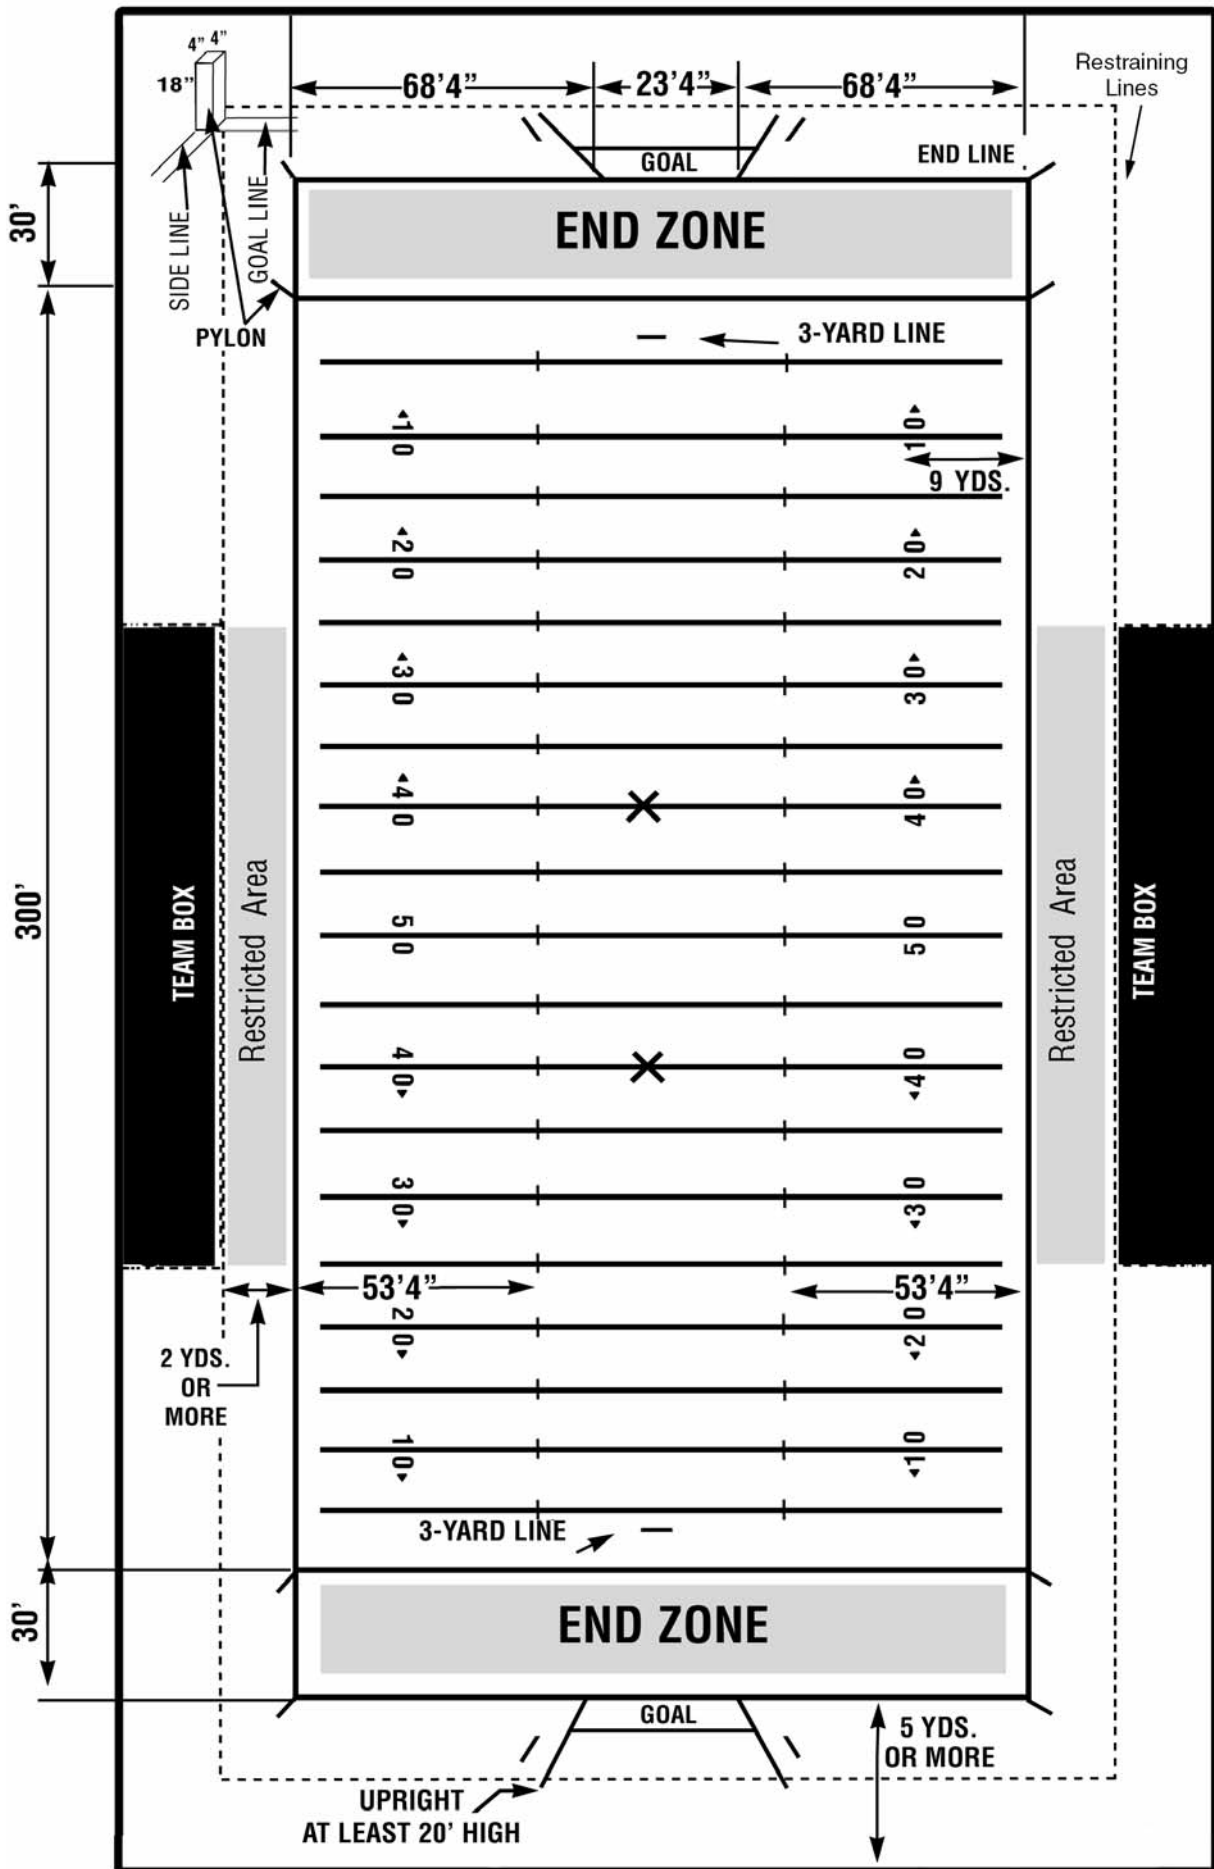 4” 4”
18”
68’4”
23’4”
68’4”
Restraining
Lines
GOAL
END LINE
30’
SIDE LINE
GOAL LINE
END ZONE
PYLON
3-YARD LINE
10
10
9 YDS.
20
20
30
30
40
40
300’
TEAM BOX
Restricted Area
50
50
Restricted Area
TEAM BOX
40
40
30
30
53’4”
53’4”
20
20
2 YDS.
OR
MORE
10
10
3-YARD LINE
30’
END ZONE
GOAL
5 YDS.
OR MORE
UPRIGHT
AT LEAST 20’ HIGH